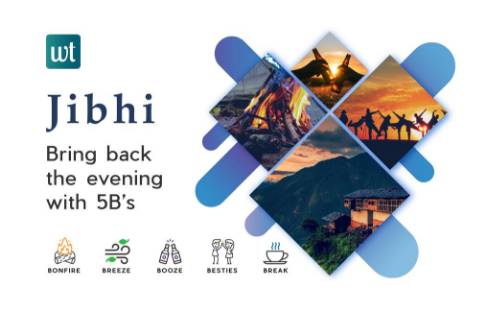 wt
Jibhi
Bring back
the evening
with 5B's
BONFIRE BREEZE BOOZE BESTIES BREAK